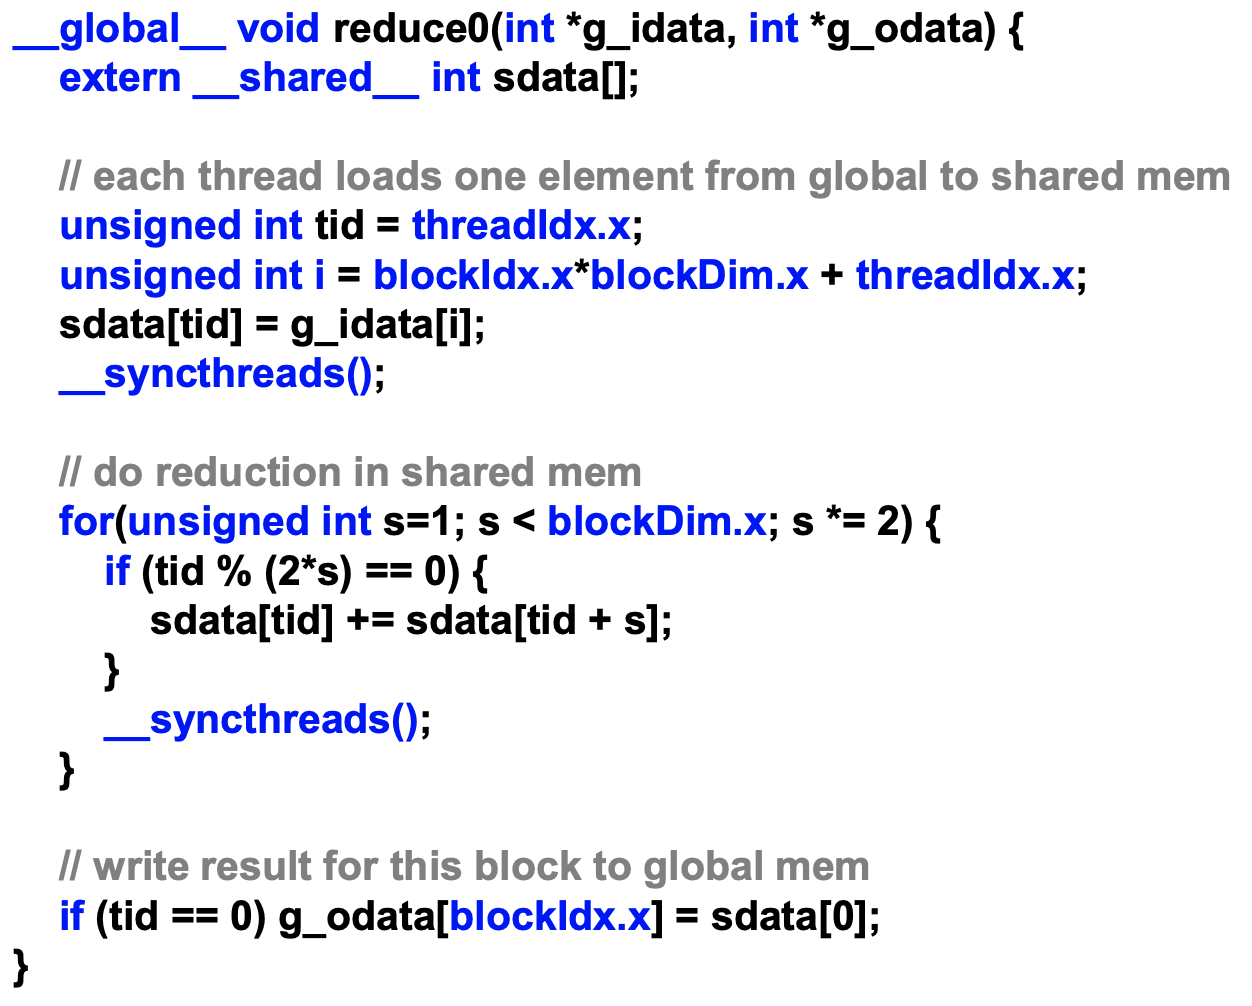 __global__ void reduce0(int *g_idata, int *g_odata) {
extern __shared__ int sdata[];
// each thread loads one element from global to shared mem
unsigned int tid = threadIdx.x;
unsigned int i = blockIdx.x*blockDim.x + threadIdx.x;
sdata[tid] = g_idata[i];
__syncthreads();
// do reduction in shared mem
for(unsigned int s=1; s < blockDim.x; s *= 2) {
if (tid % (2*s) == 0) {
sdata[tid] += sdata[tid + s];
}
__syncthreads();
}
// write result for this block to global mem
if (tid == 0) g_odata[blockIdx.x] = sdata[0];
}